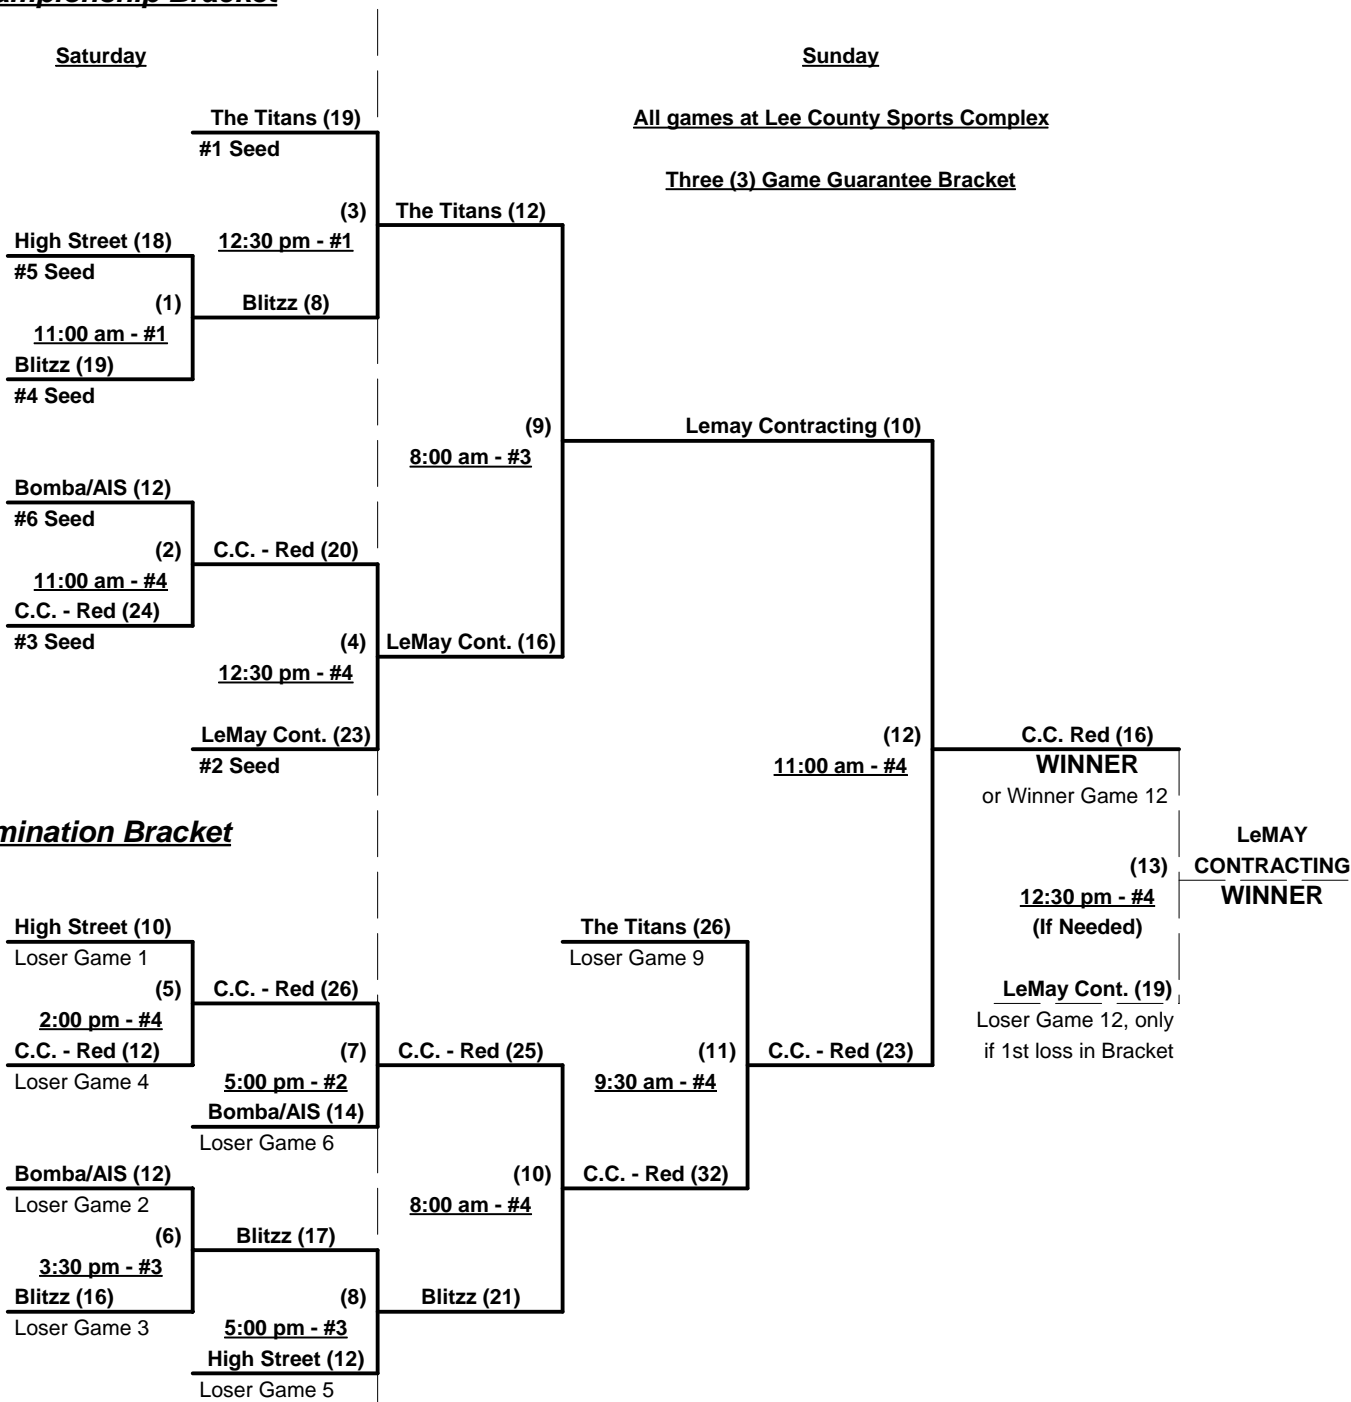 Saturday
Sunday
The Titans (19)
#1 Seed
All games at Lee County Sports Complex
Three (3) Game Guarantee Bracket
(3)
12:30 pm - #1
The Titans (12)
High Street (18)
#5 Seed
(1)
11:00 am - #1
Blitzz (8)
Blitzz (19)
#4 Seed
(9)
8:00 am - #3
Lemay Contracting (10)
Bomba/AIS (12)
#6 Seed
(2)
11:00 am - #4
C.C. - Red (20)
C.C. - Red (24)
#3 Seed
(4)
12:30 pm - #4
LeMay Cont. (16)
LeMay Cont. (23)
#2 Seed
(12)
11:00 am - #4
C.C. Red (16)
WINNER
or Winner Game 12
mination Bracket
LeMAY
CONTRACTING
WINNER
(13)
12:30 pm - #4
(If Needed)
High Street (10)
Loser Game 1
(5)
2:00 pm - #4
C.C. - Red (26)
C.C. - Red (12)
Loser Game 4
The Titans (26)
Loser Game 9
LeMay Cont. (19)
Loser Game 12, only
if 1st loss in Bracket
(7)
5:00 pm - #2
C.C. - Red (25)
(11)
9:30 am - #4
C.C. - Red (23)
Bomba/AIS (14)
Loser Game 6
Bomba/AIS (12)
Loser Game 2
(10)
8:00 am - #4
C.C. - Red (32)
(6)
3:30 pm - #3
Blitzz (17)
Blitzz (16)
Loser Game 3
(8)
5:00 pm - #3
Blitzz (21)
High Street (12)
Loser Game 5